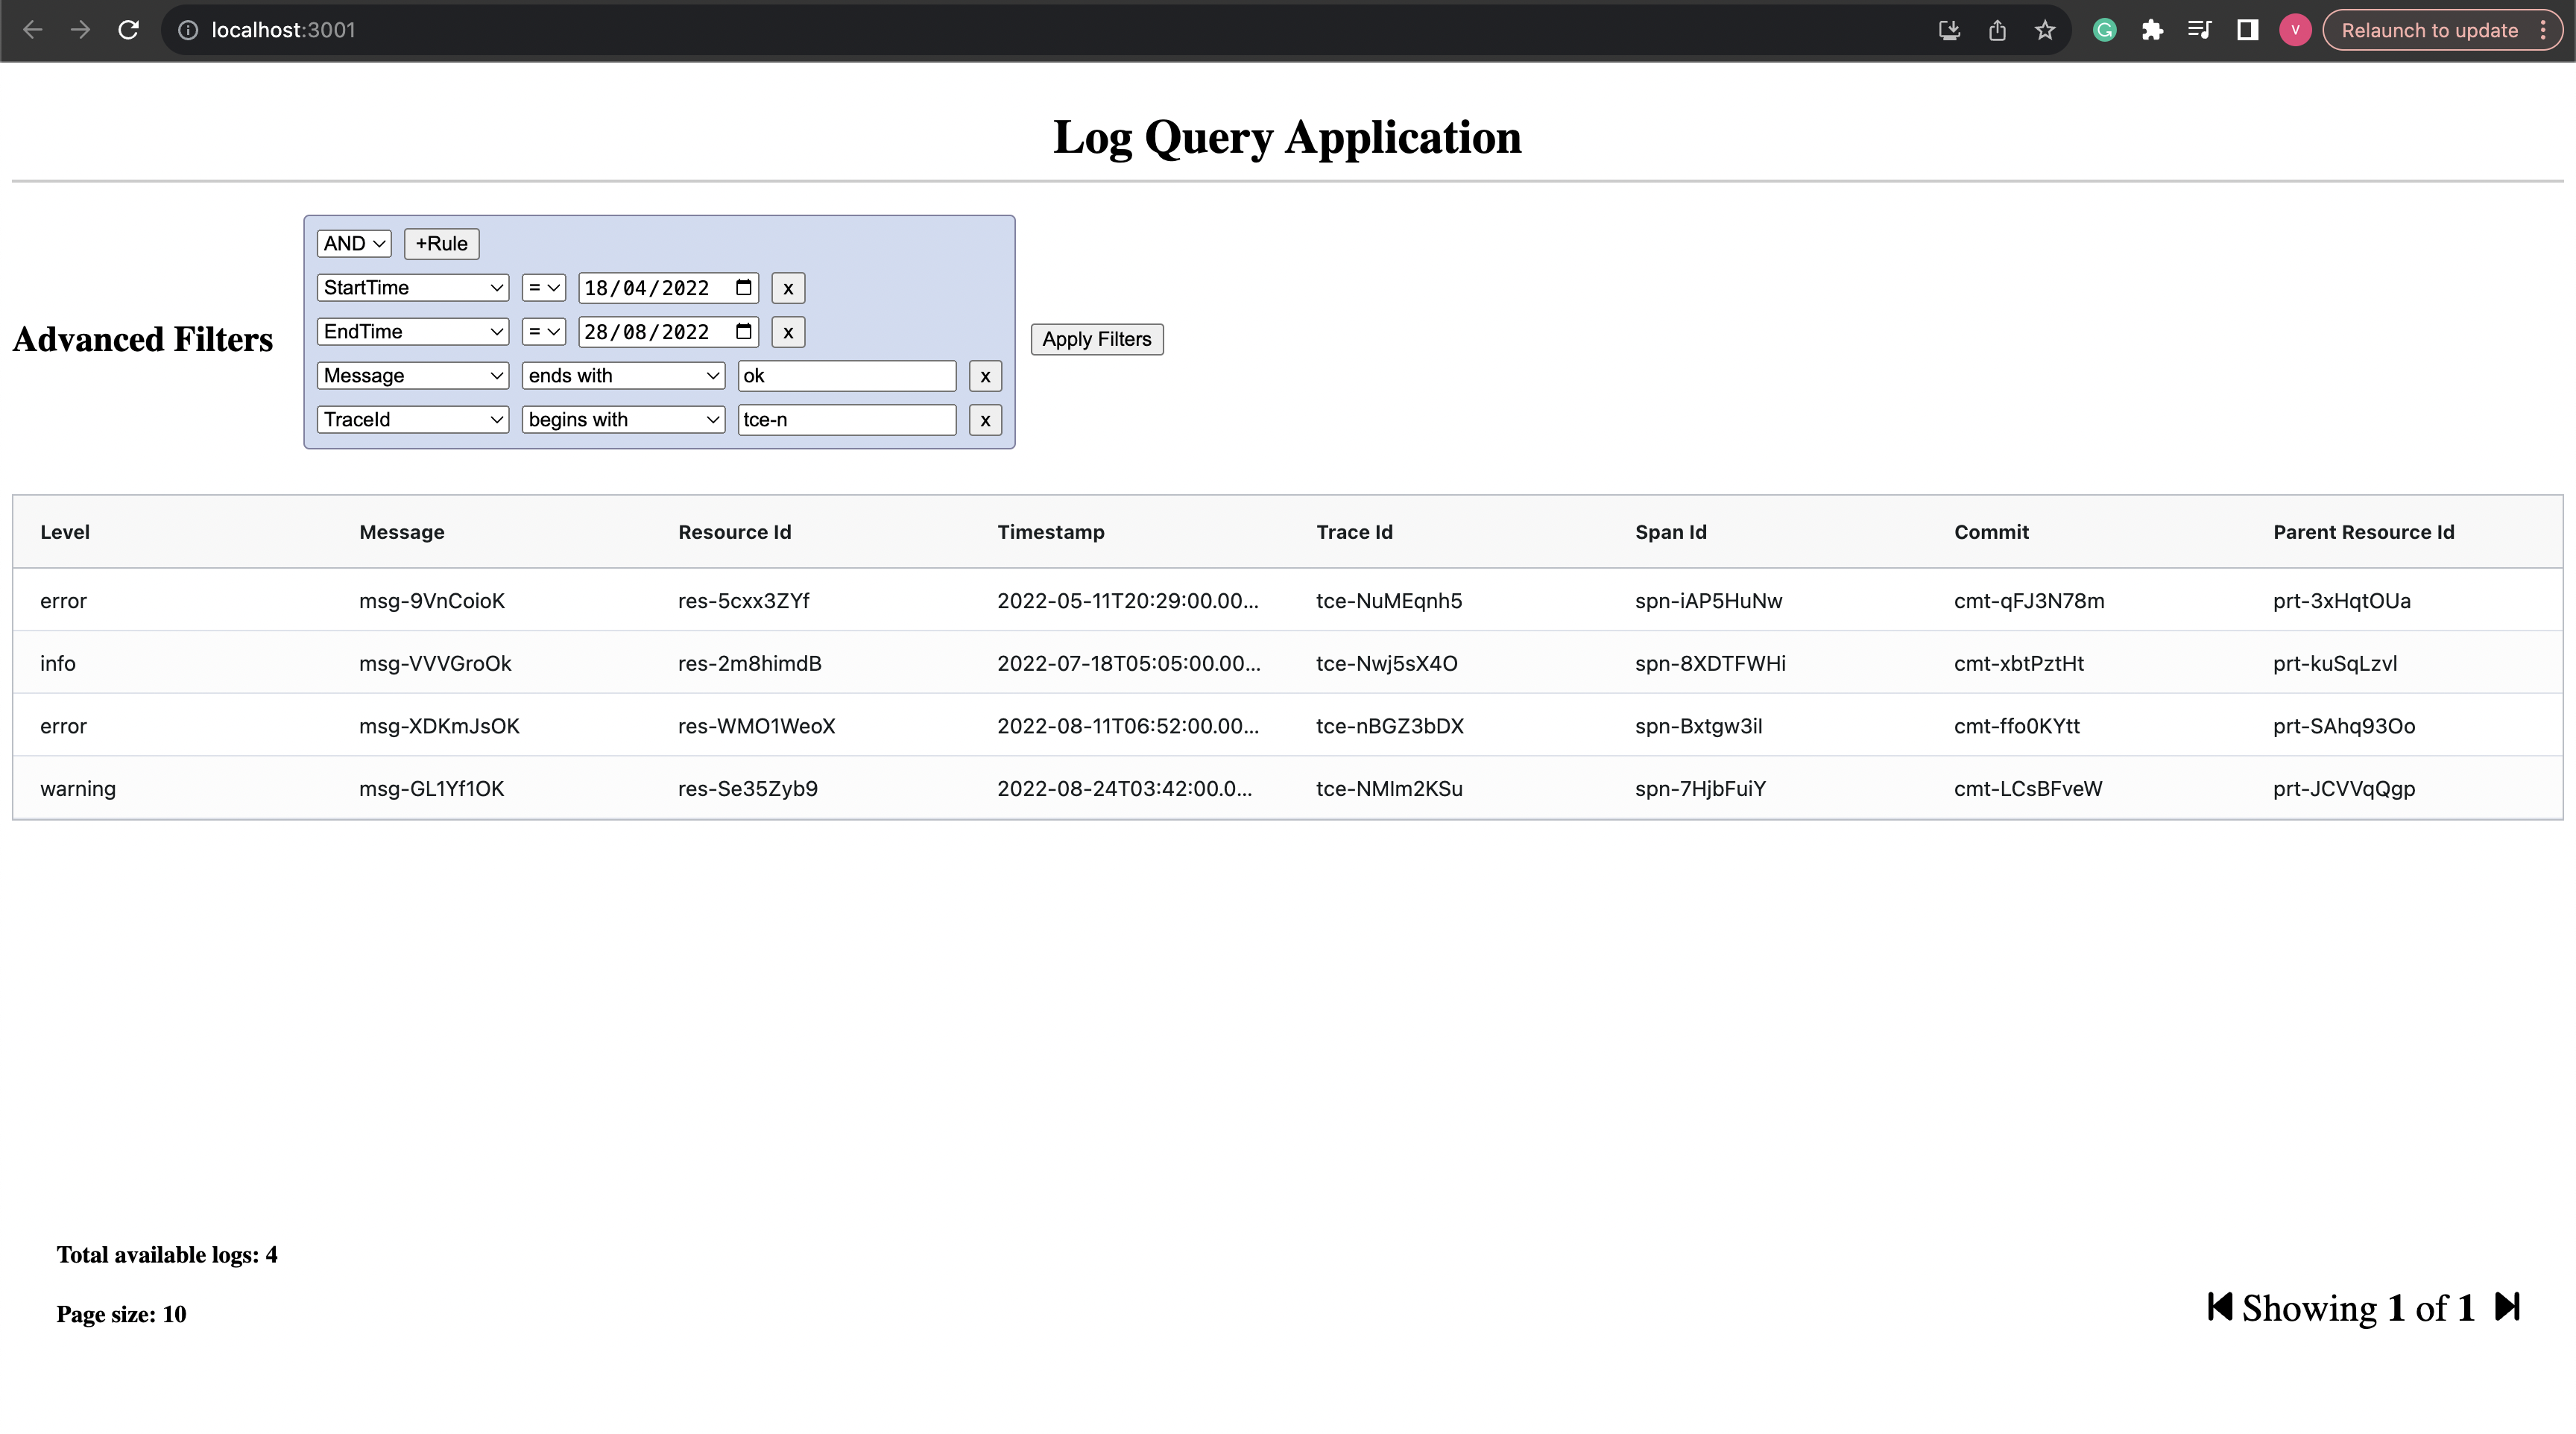 localhost:3001
Relaunch to update
V
Log Query Application
Advanced Filters
AND +Rule
StartTime = 18/04/2022 x
EndTime = 28/08/2022 x
Message ends with ok x
TraceId begins with tce-n x
Apply Filters
Level Message Resource Id Timestamp Trace Id Span Id Commit Parent Resource Id
error msg-9VnCoioK res-5cxx3ZYf 2022-05-11T20:29:00.00... tce-NuMEqnh5 spn-iAP5HuNw cmt-qFJ3N78m prt-3xHqtOUa
info msg-VVVGroOk res-2m8himdB 2022-07-18T05:05:00.00... tce-Nwj5sX4O spn-8XDTFWHi cmt-xbtPztHt prt-kuSqLzvl
error msg-XDKmJsOK res-WMO1WeoX 2022-08-11T06:52:00.00... tce-nBGZ3bDX spn-Bxtgw3iI cmt-ffo0KYtt prt-SAhq93Oo
warning msg-GL1Yf1OK res-Se35Zyb9 2022-08-24T03:42:00.0... tce-NMlm2KSu spn-7HjbFuiY cmt-LCsBFveW prt-JCVVqQgp
Total available logs: 4
Page size: 10
Showing 1 of 1